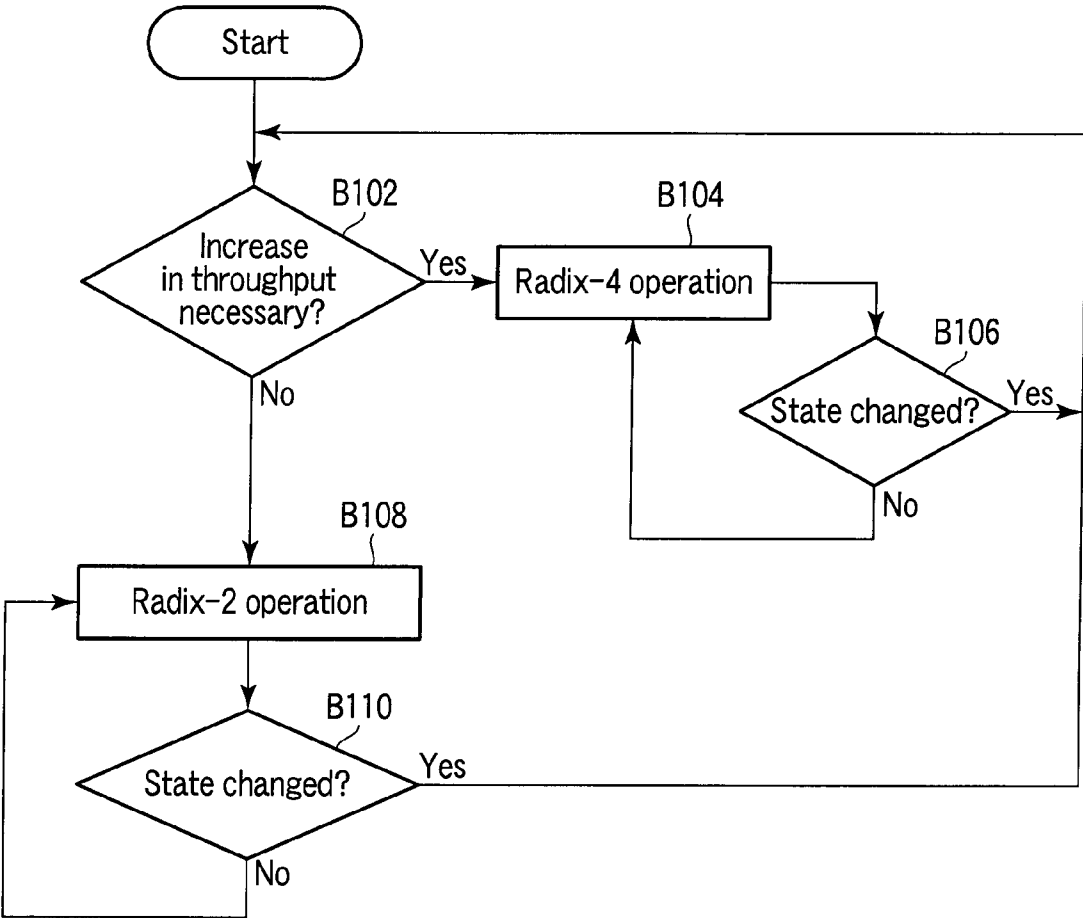 Start
B102
Increase
in throughput
necessary?
Yes
No
B104
Radix-4 operation
B106
State changed?
Yes
No
B108
Radix-2 operation
B110
State changed?
Yes
No